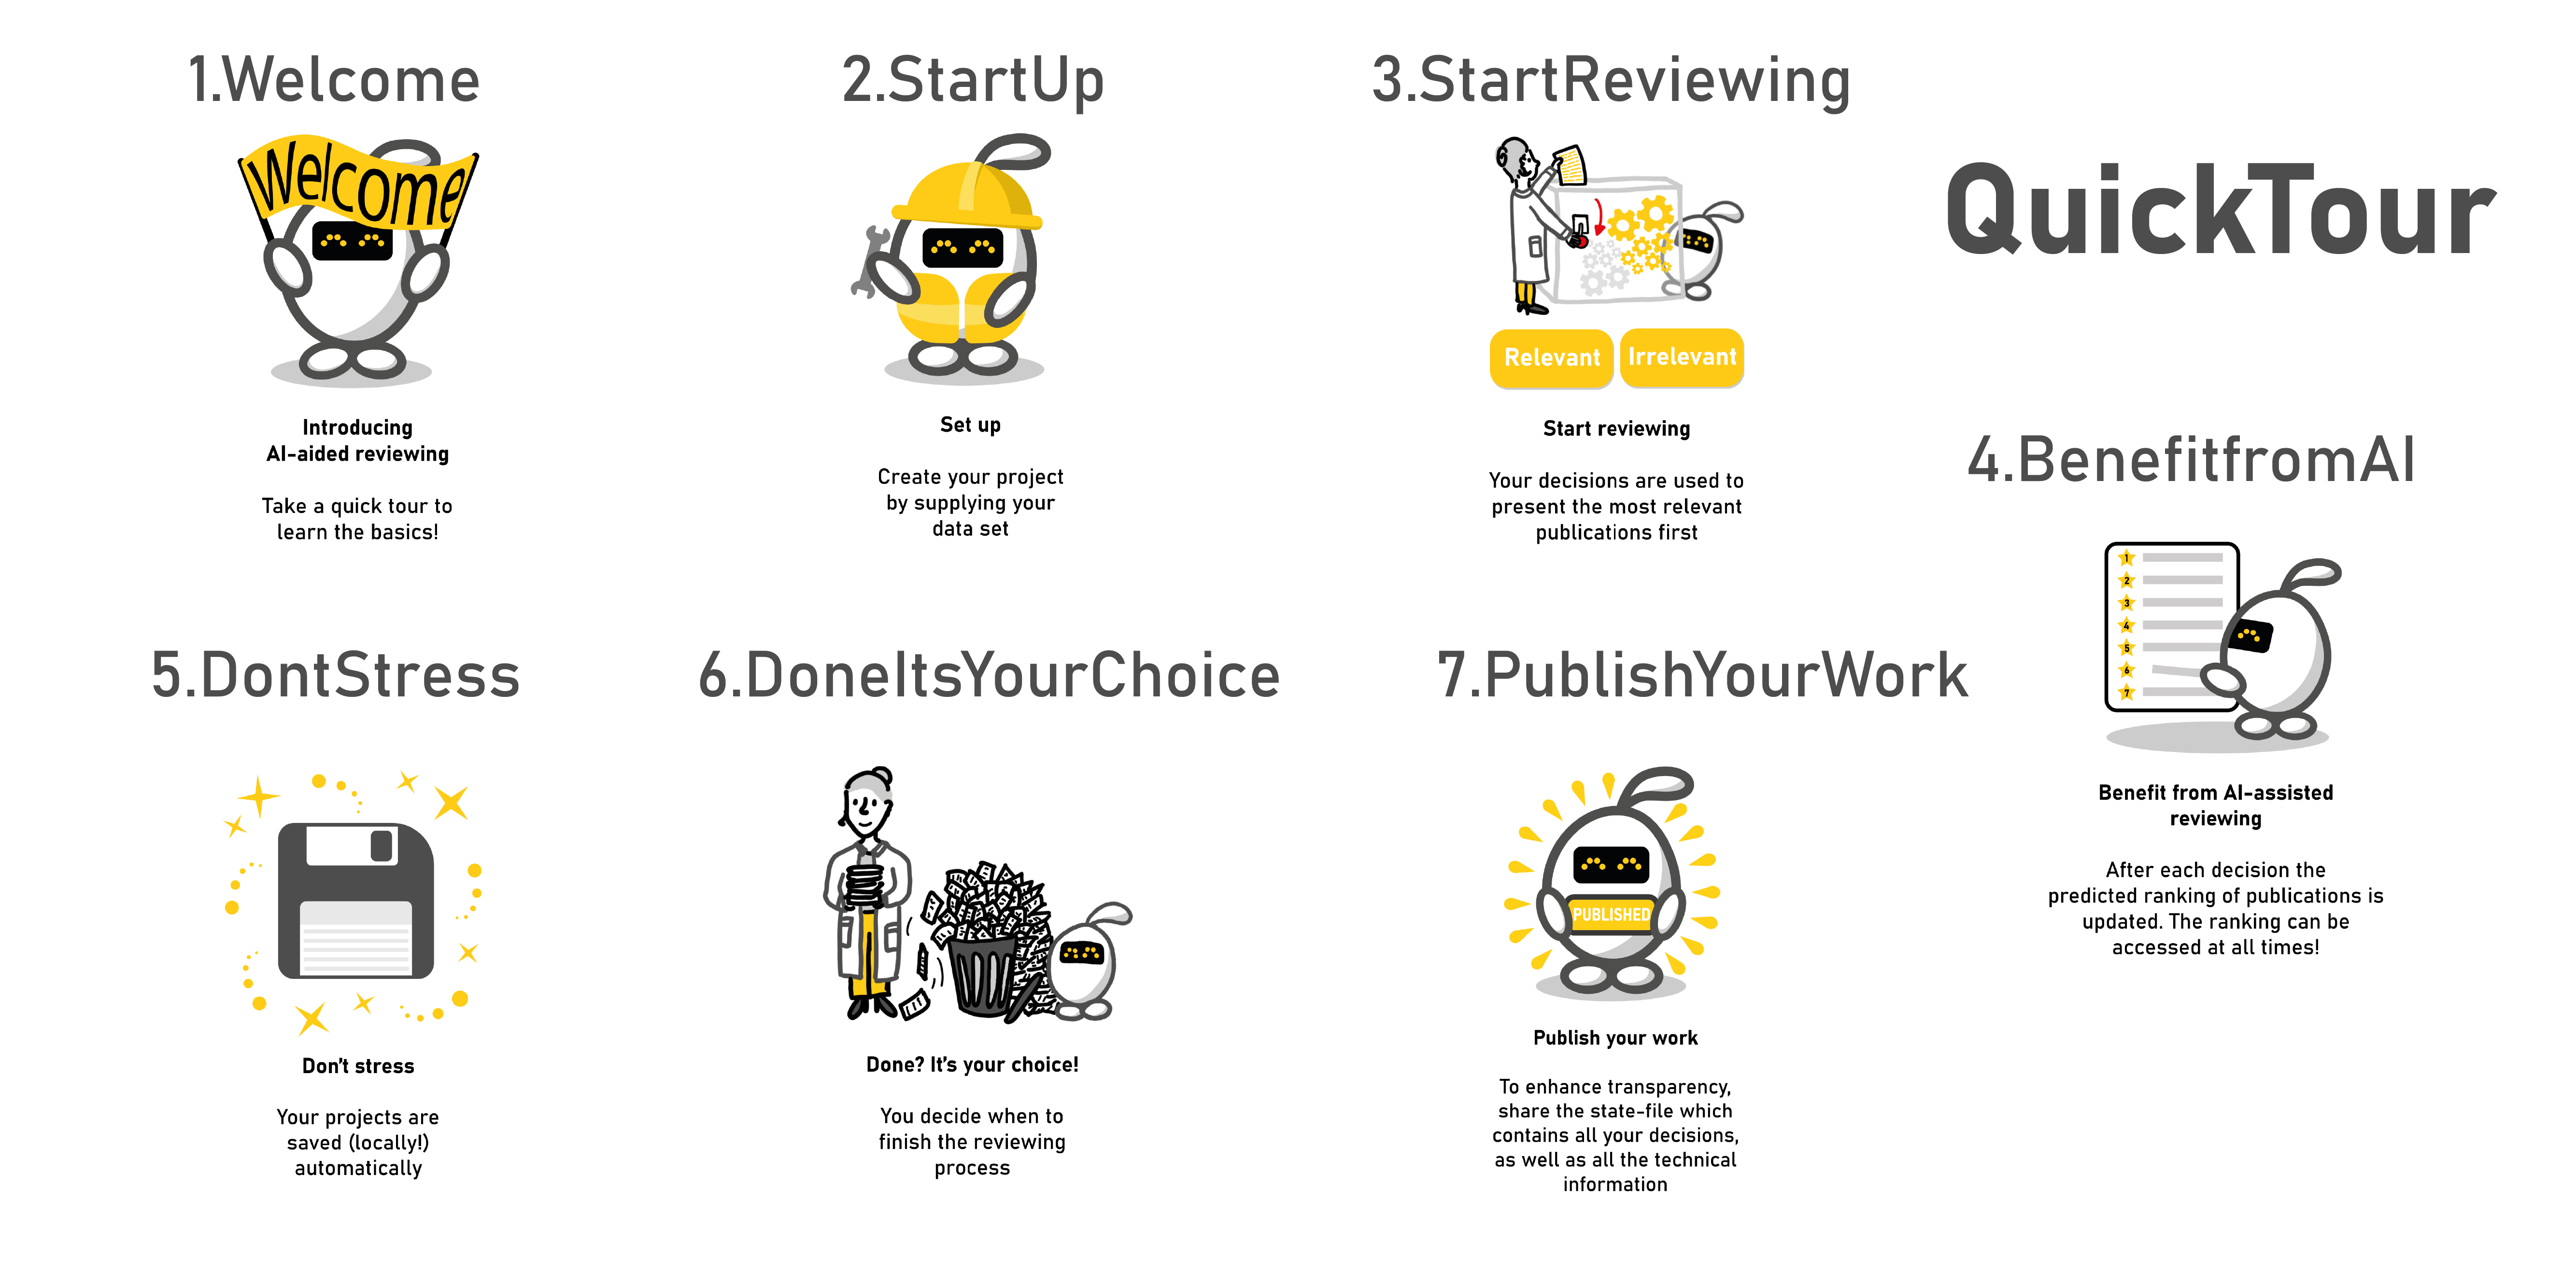 QuickTour
1.Welcome
Welcome
Introducing
AI-aided reviewing
Take a quick tour to
learn the basics!
2.StartUp
Set up
Create your project
by supplying your
data set
3.StartReviewing
Relevant
Irrelevant
Start reviewing
Your decisions are used to
present the most relevant
publications first
4.BenefitfromAI
1
2
3
4
5
6
7
Benefit from AI-assisted
reviewing
After each decision the
predicted ranking of publications is
updated. The ranking can be
accessed at all times!
5.DontStress
Don't stress
Your projects are
saved (locally!)
automatically
6.DoneItsYourChoice
Done? It's your choice!
You decide when to
finish the reviewing
process
7.PublishYourWork
PUBLISHED
Publish your work
To enhance transparency,
share the state-file which
contains all your decisions,
as well as all the technical
information